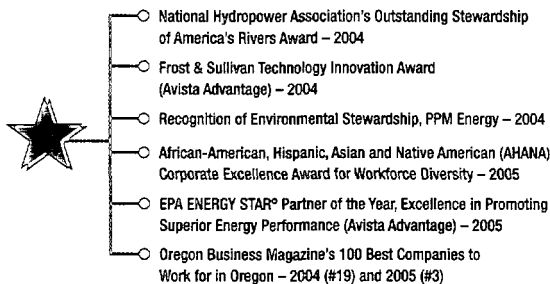 National Hydropower Association's Outstanding Stewardship
of America's Rivers Award – 2004
Frost & Sullivan Technology Innovation Award
(Avista Advantage) – 2004
Recognition of Environmental Stewardship, PPM Energy – 2004
African-American, Hispanic, Asian and Native American (AHANA)
Corporate Excellence Award for Workforce Diversity – 2005
EPA ENERGY STAR® Partner of the Year, Excellence in Promoting
Superior Energy Performance (Avista Advantage) – 2005
Oregon Business Magazine's 100 Best Companies to
Work for in Oregon – 2004 (#19) and 2005 (#3)